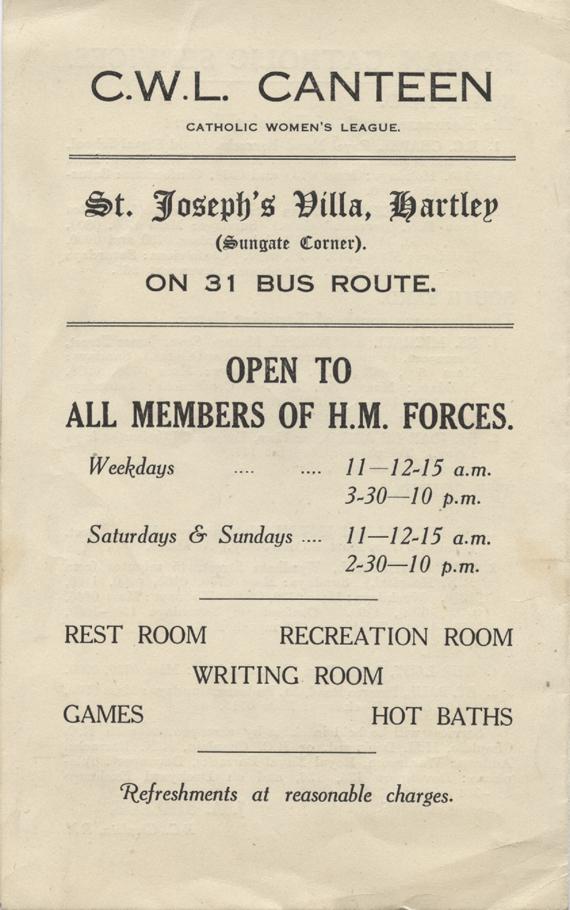 C.W.L. CANTEEN
CATHOLIC WOMEN'S LEAGUE.
St. Joseph's Villa, Hartley
(Sungate Corner).
ON 31 BUS ROUTE.
OPEN TO
ALL MEMBERS OF H.M. FORCES.
Weekdays .... .... 11—12-15 a.m.
3-30—10 p.m.
Saturdays & Sundays .... 11—12-15 a.m.
2-30—10 p.m.
REST ROOM RECREATION ROOM
WRITING ROOM
GAMES HOT BATHS
Refreshments at reasonable charges.